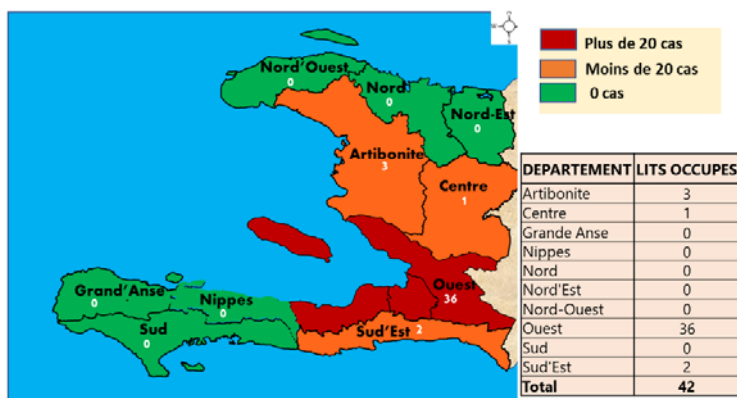 Nord'Ouest
0
Nord
0
Nord-Est
0
Artibonite
3
Centre
1
Grand'Anse
0
Nippes
0
Ouest
36
Sud
0
Sud'Est 2
Plus de 20 cas
Moins de 20 cas
0 cas
DEPARTEMENT LITS OCCUPES
Artibonite 3
Centre 1
Grande Anse 0
Nippes 0
Nord 0
Nord'Est 0
Nord-Ouest 0
Ouest 36
Sud 0
Sud'Est 2
Total 42